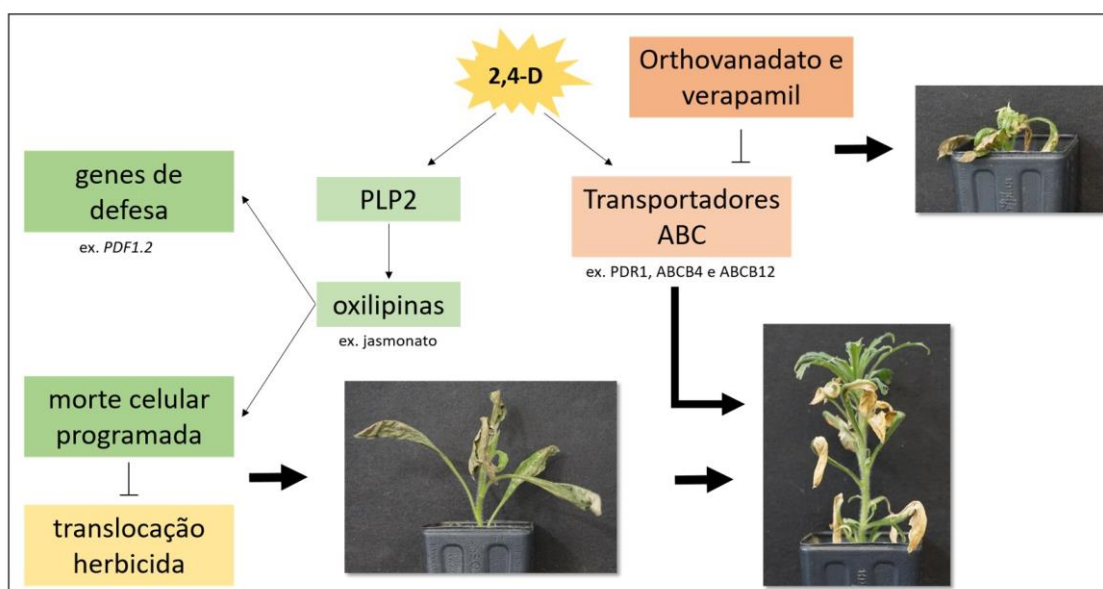 2,4-D
Orthovanadato e
verapamil
genes de
defesa
ex. PDF1.2
PLP2
Transportadores
ABC
ex. PDR1, ABCB4 e ABCB12
oxilipinas
ex. jasmonato
morte celular
programada
translocação
herbicida